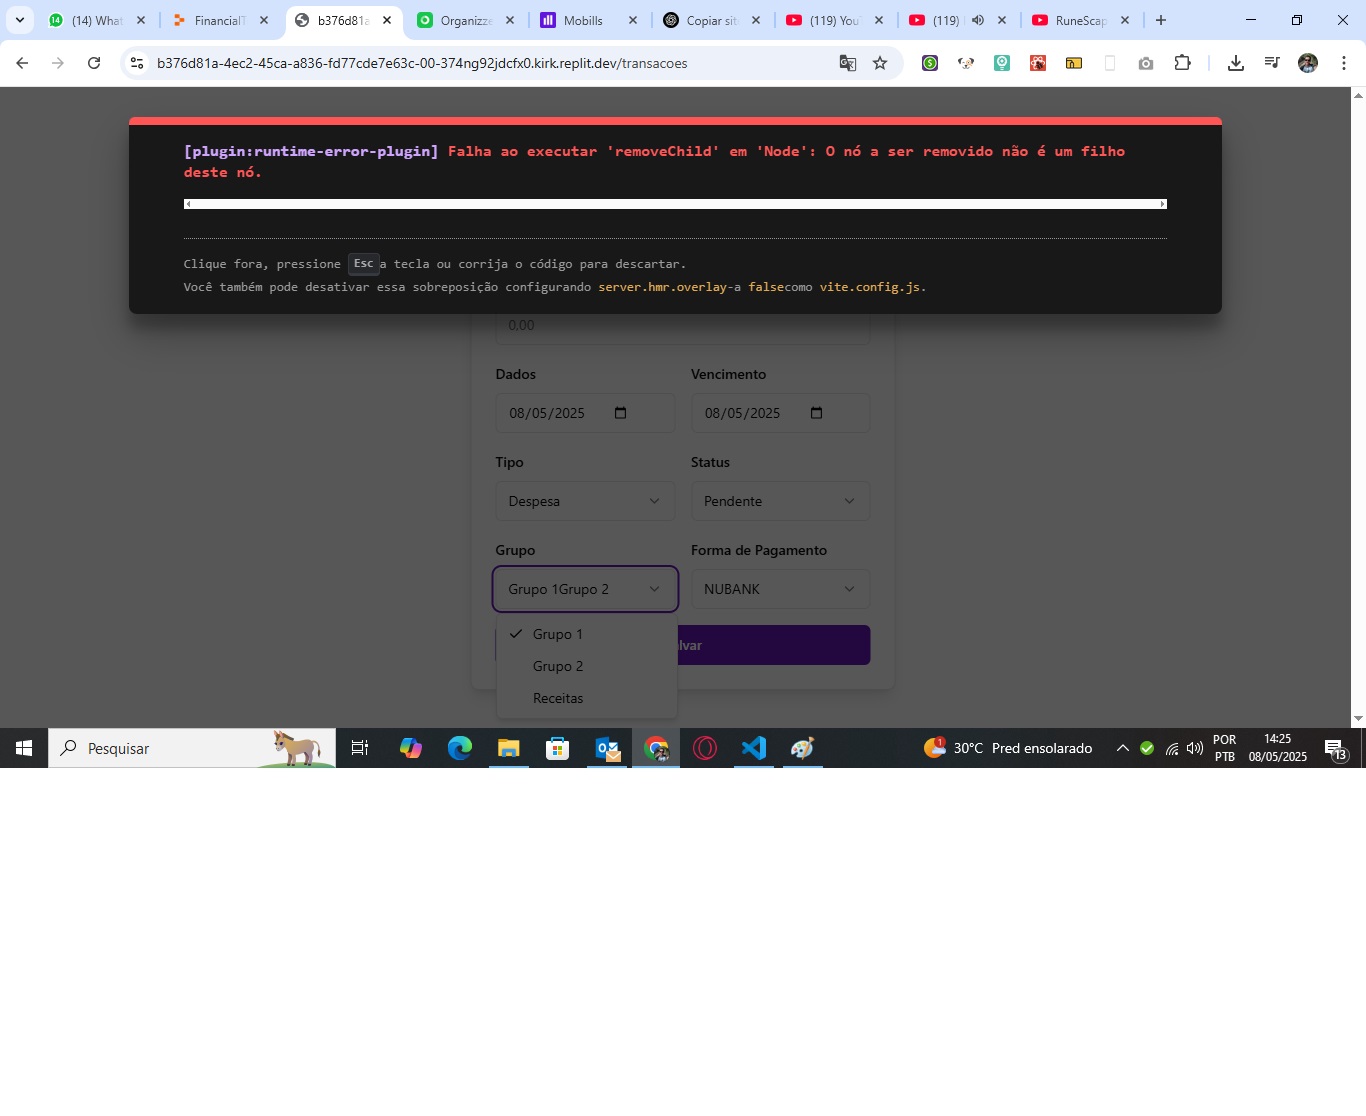 (14) What
FinancialT
b376d81a
Organizze
Mobills
Copiar site
(119) You
(119)
RuneScap
b376d81a-4ec2-45ca-a836-fd77cde7e63c-00-374ng92jdcfx0.kirk.replit.dev/transacoes
[plugin:runtime-error-plugin] Falha ao executar 'removeChild' em 'Node': O nó a ser removido não é um filho
deste nó.
Clique fora, pressione Esc a tecla ou corrija o código para descartar.
Você também pode desativar essa sobreposição configurando server.hmr.overlay-a falsecomo vite.config.js.
0,00
Dados Vencimento
08/05/2025 08/05/2025
Tipo Status
Despesa Pendente
Grupo Forma de Pagamento
Grupo 1Grupo 2 NUBANK
Grupo 1
lvar
Grupo 2
Receitas
Pesquisar
1
30°C Pred ensolarado
POR
PTB
14:25
08/05/2025
13